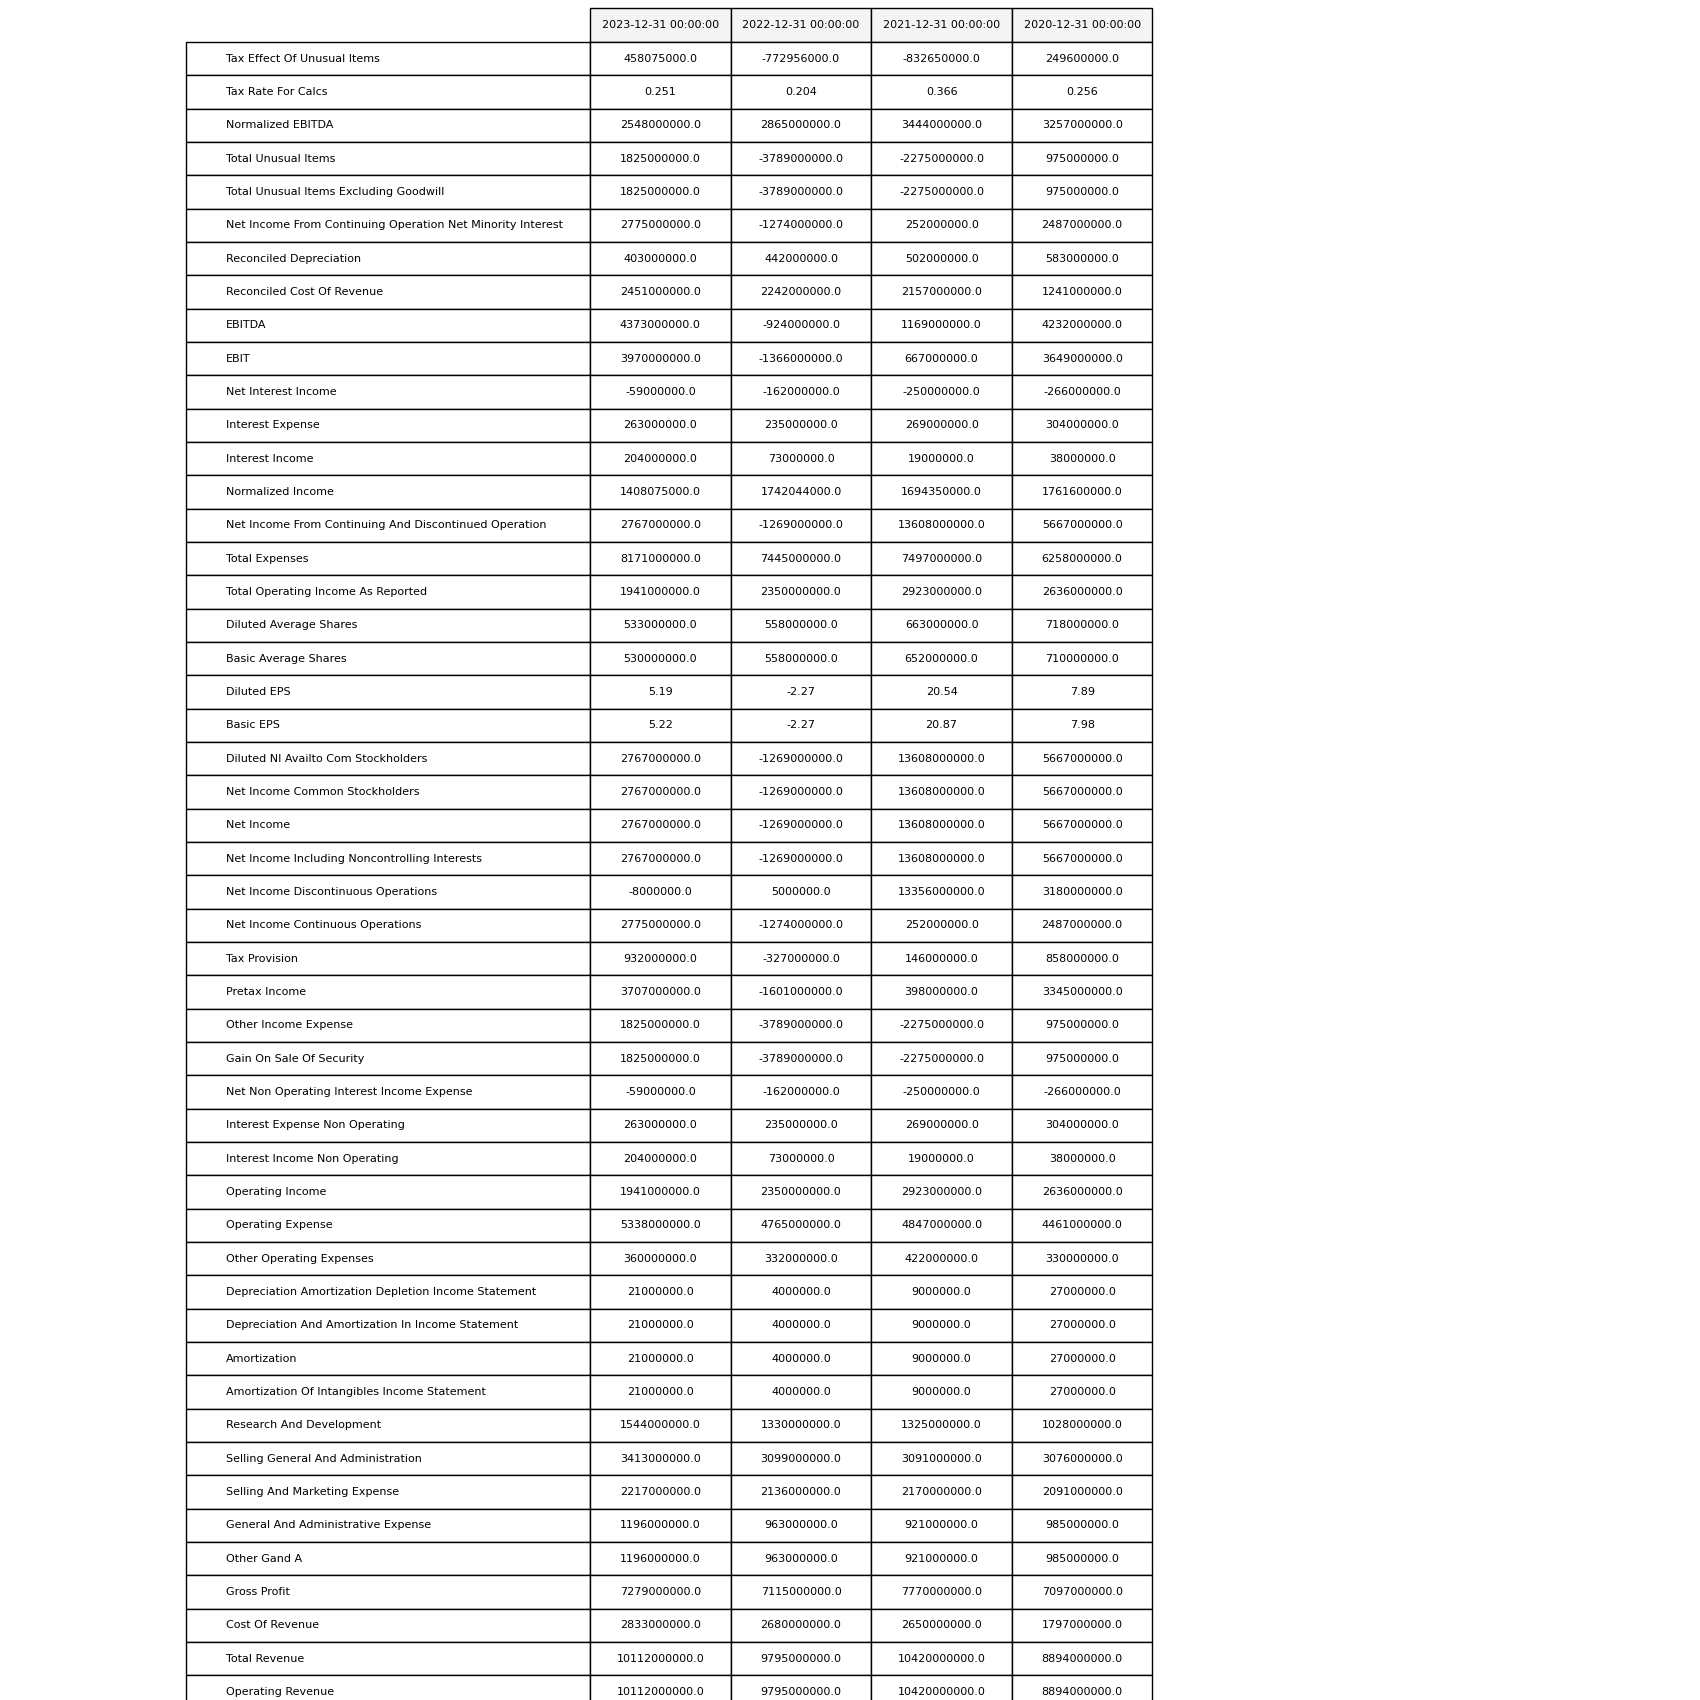 2023-12-31 00:00:00 2022-12-31 00:00:00 2021-12-31 00:00:00 2020-12-31 00:00:00
Tax Effect Of Unusual Items 458075000.0 -772956000.0 -832650000.0 249600000.0
Tax Rate For Calcs 0.251 0.204 0.366 0.256
Normalized EBITDA 2548000000.0 2865000000.0 3444000000.0 3257000000.0
Total Unusual Items 1825000000.0 -3789000000.0 -2275000000.0 975000000.0
Total Unusual Items Excluding Goodwill 1825000000.0 -3789000000.0 -2275000000.0 975000000.0
Net Income From Continuing Operation Net Minority Interest 2775000000.0 -1274000000.0 252000000.0 2487000000.0
Reconciled Depreciation 403000000.0 442000000.0 502000000.0 583000000.0
Reconciled Cost Of Revenue 2451000000.0 2242000000.0 2157000000.0 1241000000.0
EBITDA 4373000000.0 -924000000.0 1169000000.0 4232000000.0
EBIT 3970000000.0 -1366000000.0 667000000.0 3649000000.0
Net Interest Income -59000000.0 -162000000.0 -250000000.0 -266000000.0
Interest Expense 263000000.0 235000000.0 269000000.0 304000000.0
Interest Income 204000000.0 73000000.0 19000000.0 38000000.0
Normalized Income 1408075000.0 1742044000.0 1694350000.0 1761600000.0
Net Income From Continuing And Discontinued Operation 2767000000.0 -1269000000.0 13608000000.0 5667000000.0
Total Expenses 8171000000.0 7445000000.0 7497000000.0 6258000000.0
Total Operating Income As Reported 1941000000.0 2350000000.0 2923000000.0 2636000000.0
Diluted Average Shares 533000000.0 558000000.0 663000000.0 718000000.0
Basic Average Shares 530000000.0 558000000.0 652000000.0 710000000.0
Diluted EPS 5.19 -2.27 20.54 7.89
Basic EPS 5.22 -2.27 20.87 7.98
Diluted NI Availto Com Stockholders 2767000000.0 -1269000000.0 13608000000.0 5667000000.0
Net Income Common Stockholders 2767000000.0 -1269000000.0 13608000000.0 5667000000.0
Net Income 2767000000.0 -1269000000.0 13608000000.0 5667000000.0
Net Income Including Noncontrolling Interests 2767000000.0 -1269000000.0 13608000000.0 5667000000.0
Net Income Discontinuous Operations -8000000.0 5000000.0 13356000000.0 3180000000.0
Net Income Continuous Operations 2775000000.0 -1274000000.0 252000000.0 2487000000.0
Tax Provision 932000000.0 -327000000.0 146000000.0 858000000.0
Pretax Income 3707000000.0 -1601000000.0 398000000.0 3345000000.0
Other Income Expense 1825000000.0 -3789000000.0 -2275000000.0 975000000.0
Gain On Sale Of Security 1825000000.0 -3789000000.0 -2275000000.0 975000000.0
Net Non Operating Interest Income Expense -59000000.0 -162000000.0 -250000000.0 -266000000.0
Interest Expense Non Operating 263000000.0 235000000.0 269000000.0 304000000.0
Interest Income Non Operating 204000000.0 73000000.0 19000000.0 38000000.0
Operating Income 1941000000.0 2350000000.0 2923000000.0 2636000000.0
Operating Expense 5338000000.0 4765000000.0 4847000000.0 4461000000.0
Other Operating Expenses 360000000.0 332000000.0 422000000.0 330000000.0
Depreciation Amortization Depletion Income Statement 21000000.0 4000000.0 9000000.0 27000000.0
Depreciation And Amortization In Income Statement 21000000.0 4000000.0 9000000.0 27000000.0
Amortization 21000000.0 4000000.0 9000000.0 27000000.0
Amortization Of Intangibles Income Statement 21000000.0 4000000.0 9000000.0 27000000.0
Research And Development 1544000000.0 1330000000.0 1325000000.0 1028000000.0
Selling General And Administration 3413000000.0 3099000000.0 3091000000.0 3076000000.0
Selling And Marketing Expense 2217000000.0 2136000000.0 2170000000.0 2091000000.0
General And Administrative Expense 1196000000.0 963000000.0 921000000.0 985000000.0
Other Gand A 1196000000.0 963000000.0 921000000.0 985000000.0
Gross Profit 7279000000.0 7115000000.0 7770000000.0 7097000000.0
Cost Of Revenue 2833000000.0 2680000000.0 2650000000.0 1797000000.0
Total Revenue 10112000000.0 9795000000.0 10420000000.0 8894000000.0
Operating Revenue 10112000000.0 9795000000.0 10420000000.0 8894000000.0